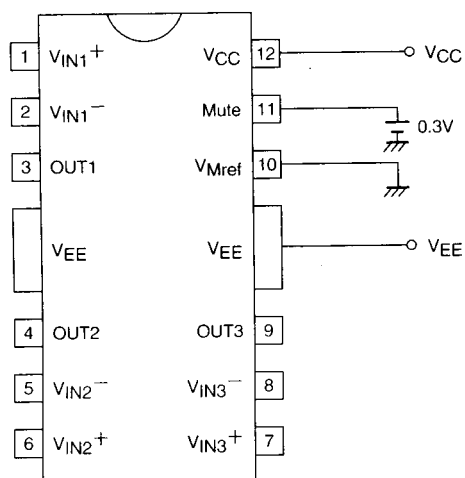 1 VIN1+ VCC 12 VCC
2 VIN1− Mute 11 0.3V
3 OUT1 VMref 10
VEE VEE VEE
4 OUT2 OUT3 9
5 VIN2− VIN3− 8
6 VIN2+ VIN3+ 7